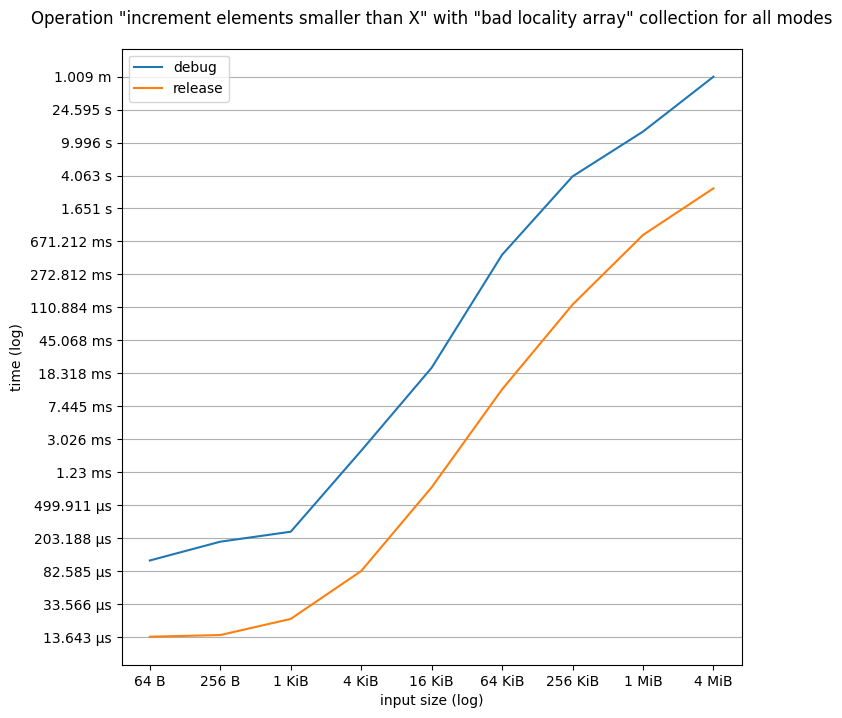 Operation "increment elements smaller than X" with "bad locality array" collection for all modes
debug
release
time (log)
1.009 m
24.595 s
9.996 s
4.063 s
1.651 s
671.212 ms
272.812 ms
110.884 ms
45.068 ms
18.318 ms
7.445 ms
3.026 ms
1.23 ms
499.911 μs
203.188 μs
82.585 μs
33.566 μs
13.643 μs
64 B 256 B 1 KiB 4 KiB 16 KiB 64 KiB 256 KiB 1 MiB 4 MiB
input size (log)